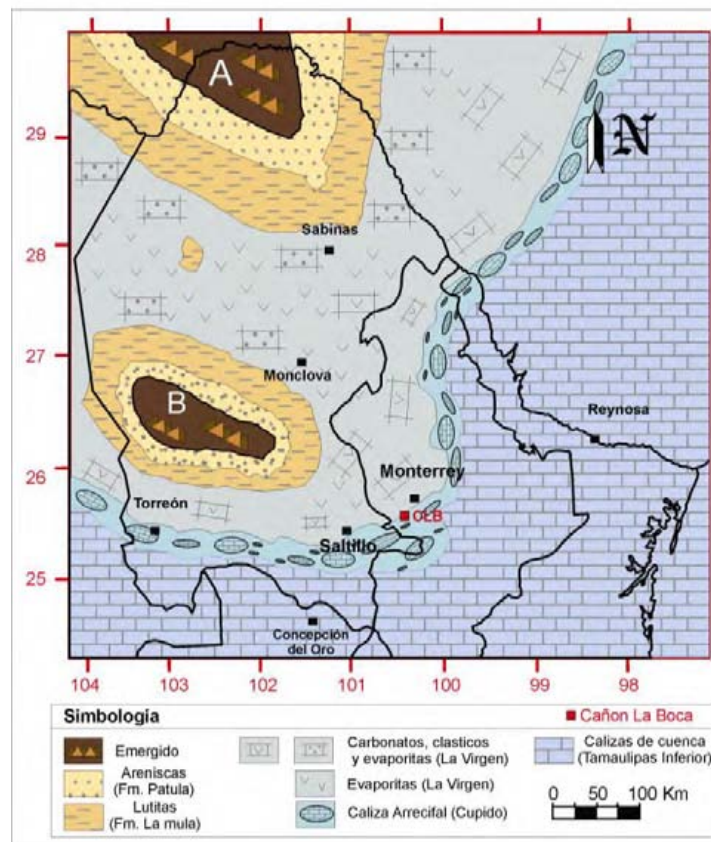 A
N
29
Sabinas
28
27
Monclova
B
Reynosa
26
Monterrey
Torreón
CLB
Saltillo
25
Concepción
del Oro
104 103 102 101 100 99 98
Simbología
Cañon La Boca
Emergido
Areniscas
(Fm. Patula)
Lutitas
(Fm. La mula)
Carbonatos, clasticos
y evaporitas (La Virgen)
Evaporitas (La Virgen)
Caliza Arrecifal (Cupido)
Calizas de cuenca
(Tamaulipas Inferior)
0 50 100 Km